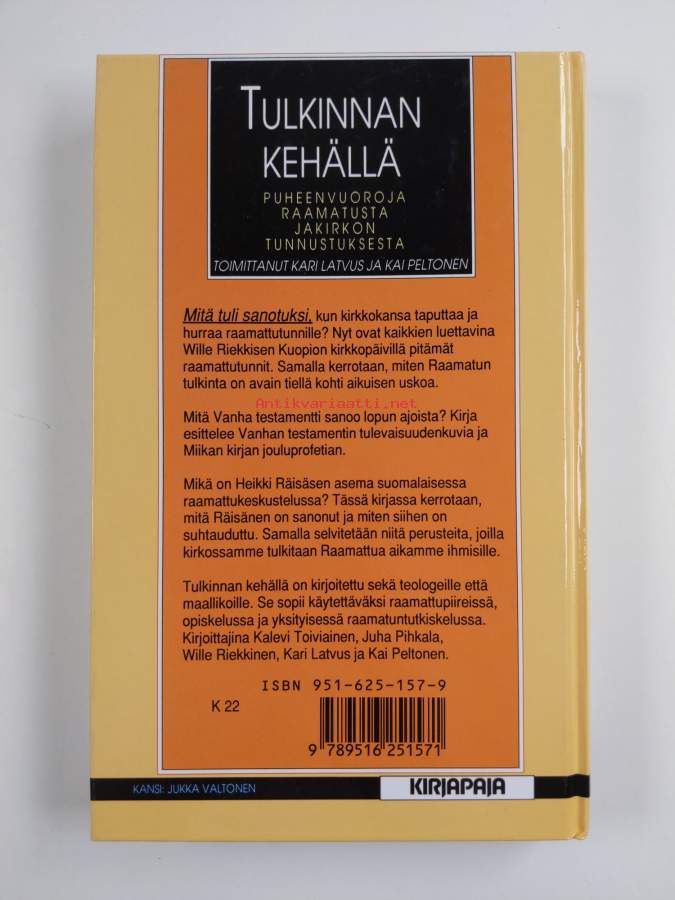 TULKINNAN
KEHÄLLÄ
PUHEENVUOROJA
RAAMATUSTA
JAKIRKON
TUNNUSTUKSESTA
TOIMITTANUT KARI LATVUS JA KAI PELTONEN
Mitä tuli sanotuksi, kun kirkkokansa taputtaa ja
hurraa raamattutunnille? Nyt ovat kaikkien luettavina
Wille Riekkisen Kuopion kirkkopäivillä pitämät
raamattutunnit. Samalla kerrotaan, miten Raamatun
tulkinta on avain tiellä kohti aikuisen uskoa.
Antikvariaatti.net
Mitä Vanha testamentti sanoo lopun ajoista? Kirja
esittelee Vanhan testamentin tulevaisuudenkuvia ja
Miikan kirjan jouluprofetian.
Mikä on Heikki Räisäsen asema suomalaisessa
raamattukeskustelussa? Tässä kirjassa kerrotaan,
mitä Räisänen on sanonut ja miten siihen on
suhtauduttu. Samalla selvitetään niitä perusteita, joilla
kirkossamme tulkitaan Raamattua aikamme ihmisille.
Tulkinnan kehällä on kirjoitettu sekä teologeille että
maallikoille. Se sopii käytettäväksi raamattupiireissä,
opiskelussa ja yksityisessä raamatuntutkiskelussa.
Kirjoittajina Kalevi Toiviainen, Juha Pihkala,
Wille Riekkinen, Kari Latvus ja Kai Peltonen.
ISBN 951-625-157-9
K 22
9 789516 251571
KANSI: JUKKA VALTONEN
KIRJAPAJA